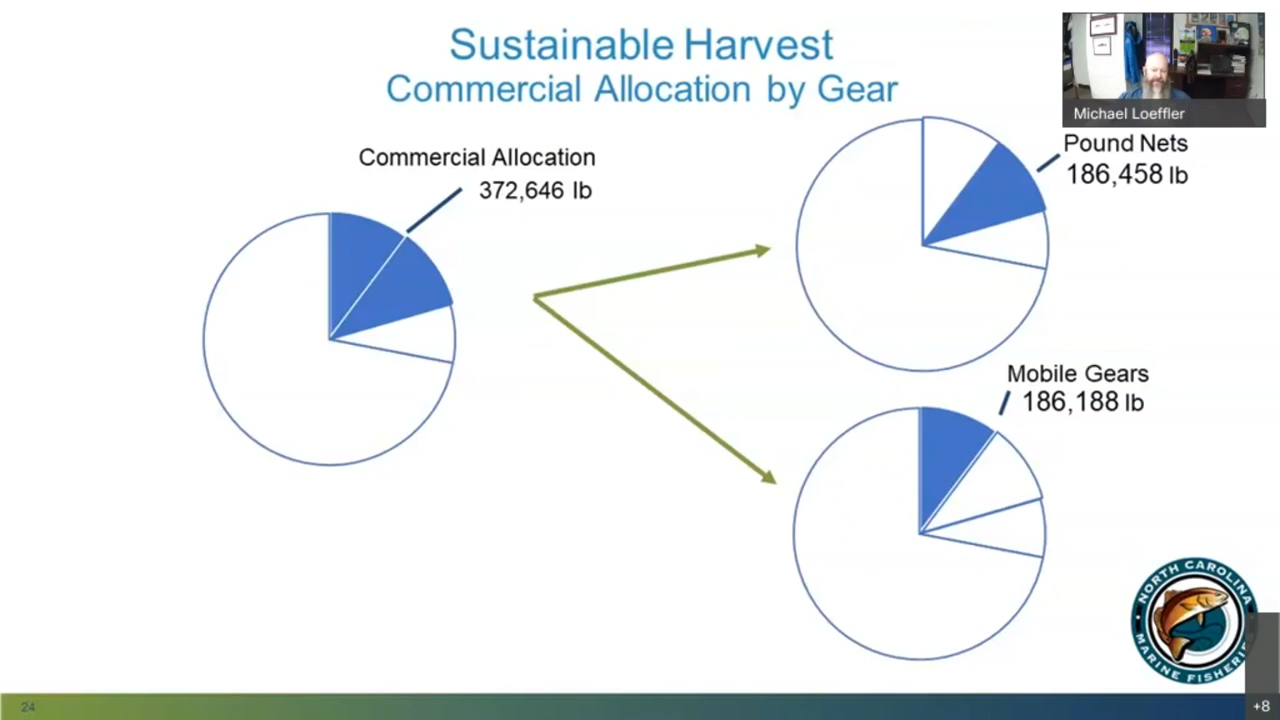 Sustainable Harvest
Commercial Allocation by Gear
Michael Loeffler
Commercial Allocation
372,646 lb
Pound Nets
186,458 lb
Mobile Gears
186,188 lb
NORTH CAROLINA
MARINE FISHERI
24
+8